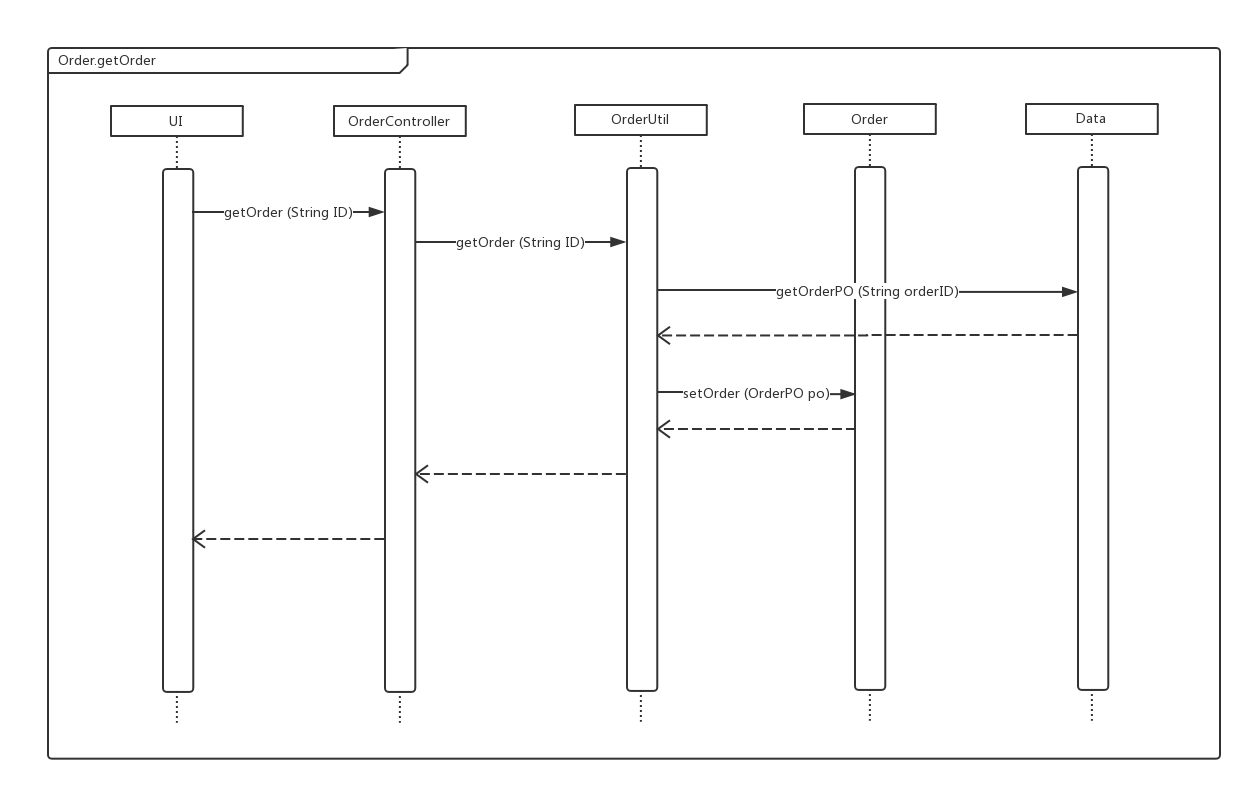 Order.getOrder
UI
OrderController
OrderUtil
Order
Data
getOrder (String ID)
getOrder (String ID)
getOrderPO (String orderID)
setOrder (OrderPO po)